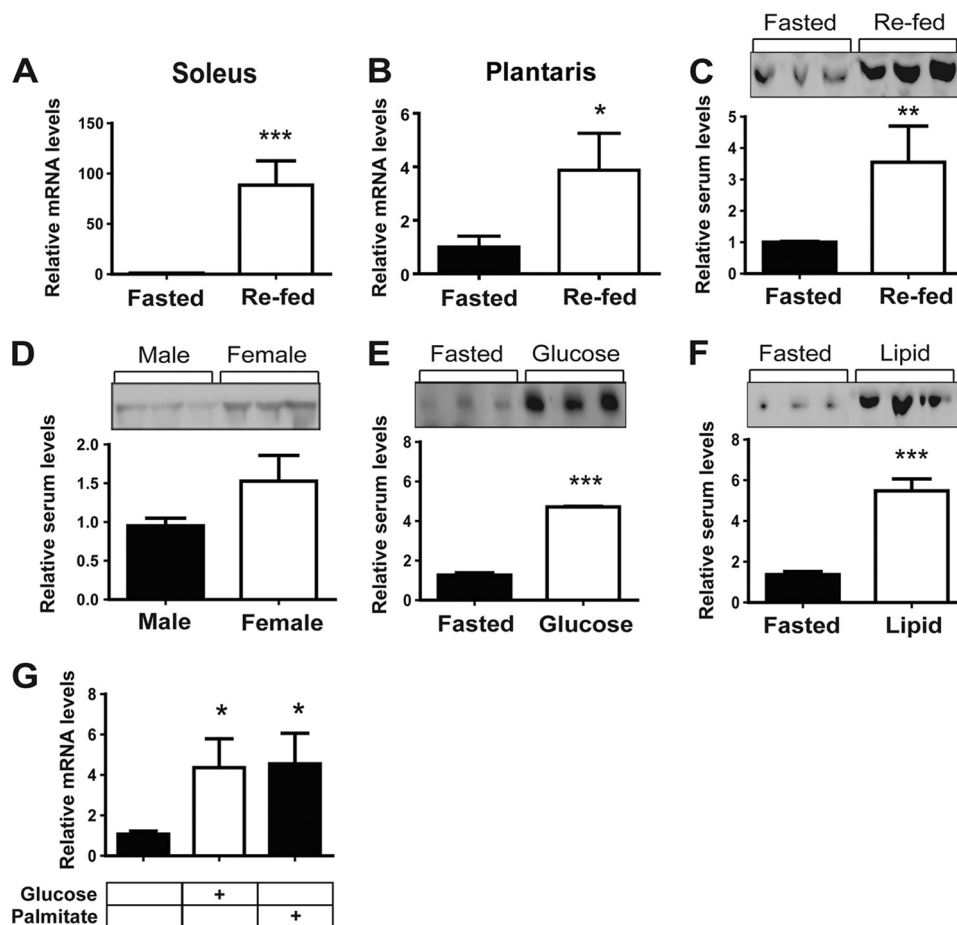 A
Soleus
Relative mRNA levels
150
***
100
50
0
Fasted Re-fed
B
Plantaris
Relative mRNA levels
6
*
4
2
0
Fasted Re-fed
C
Fasted Re-fed
Relative serum levels
5
**
4
3
2
1
0
Fasted Re-fed
D
Male Female
Relative serum levels
2.0
1.5
1.0
0.5
0.0
Male Female
E
Fasted Glucose
Relative serum levels
8
6
***
4
2
0
Fasted Glucose
F
Fasted Lipid
Relative serum levels
8
***
6
4
2
0
Fasted Lipid
G
Relative mRNA levels
8
* *
6
4
2
0
Glucose +
Palmitate +